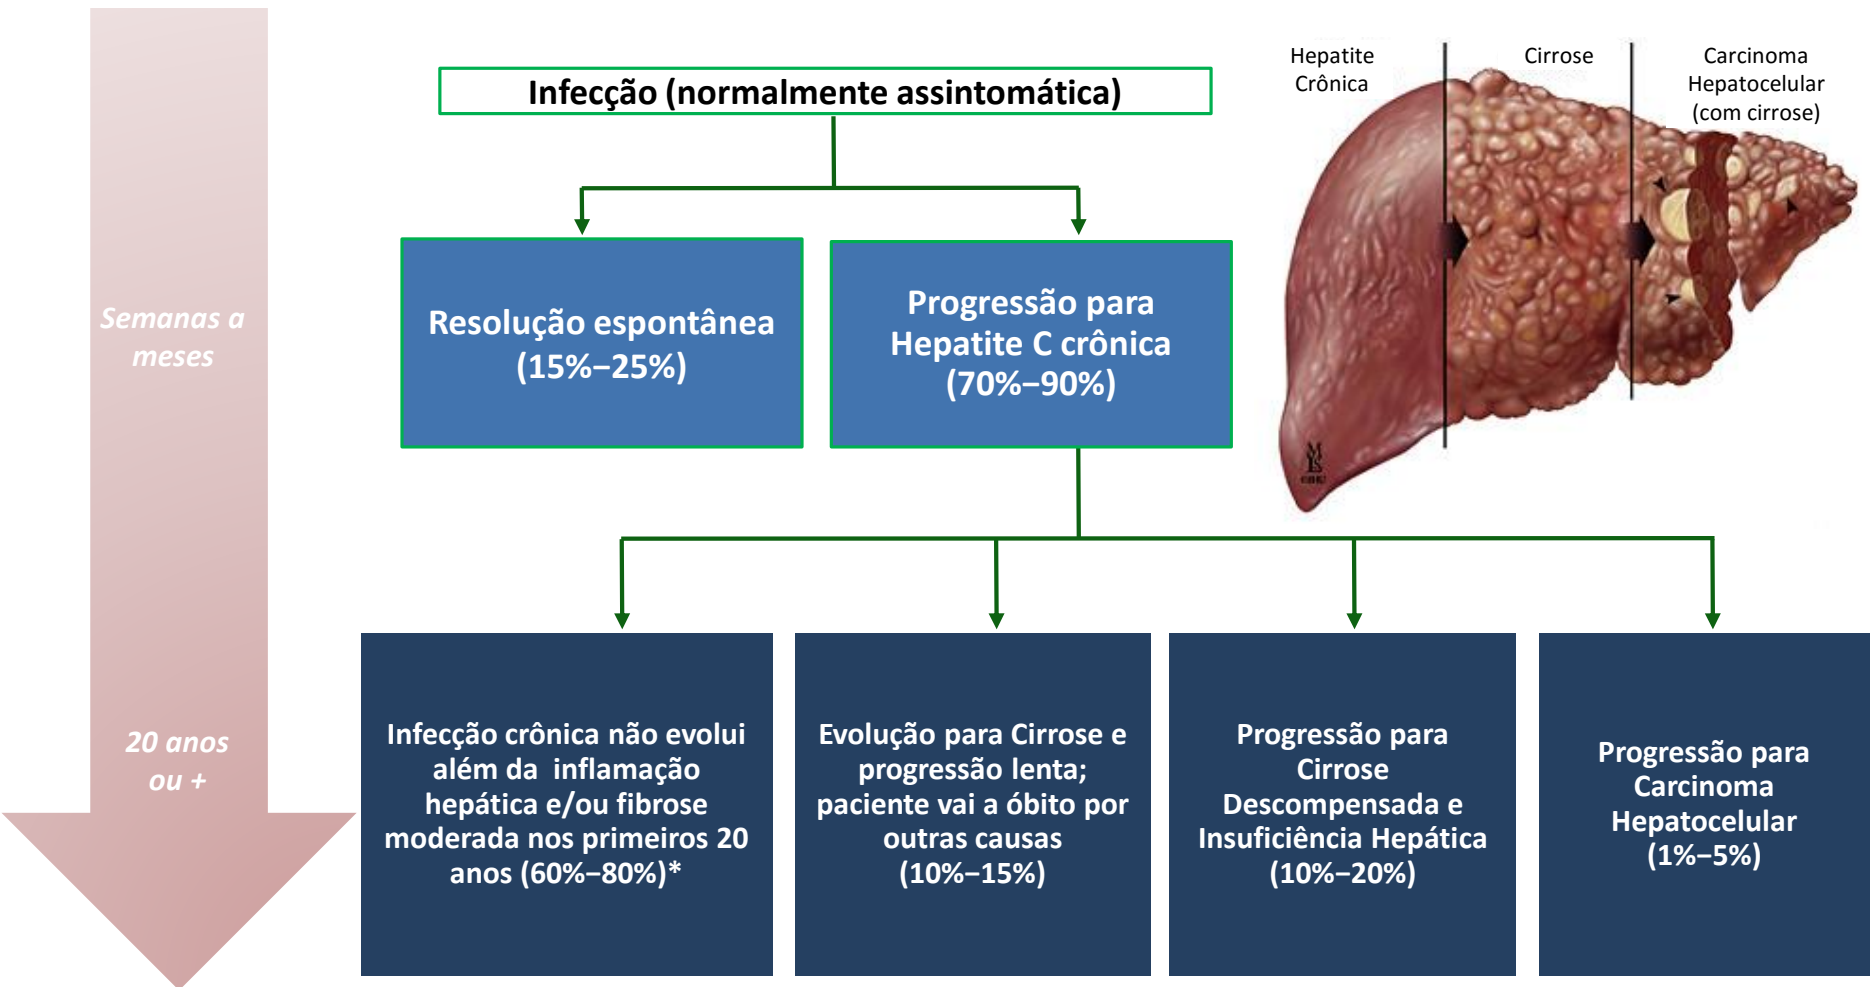 Infecção (normalmente assintomática)
Hepatite
Crônica
Cirrose
Carcinoma
Hepatocelular
(com cirrose)
Semanas a
meses
Resolução espontânea
(15%–25%)
Progressão para
Hepatite C crônica
(70%–90%)
20 anos
ou +
Infecção crônica não evolui
além da inflamação
hepática e/ou fibrose
moderada nos primeiros 20
anos (60%–80%)*
Evolução para Cirrose e
progressão lenta;
paciente vai a óbito por
outras causas
(10%–15%)
Progressão para
Cirrose
Descompensada e
Insuficiência Hepática
(10%–20%)
Progressão para
Carcinoma
Hepatocelular
(1%–5%)